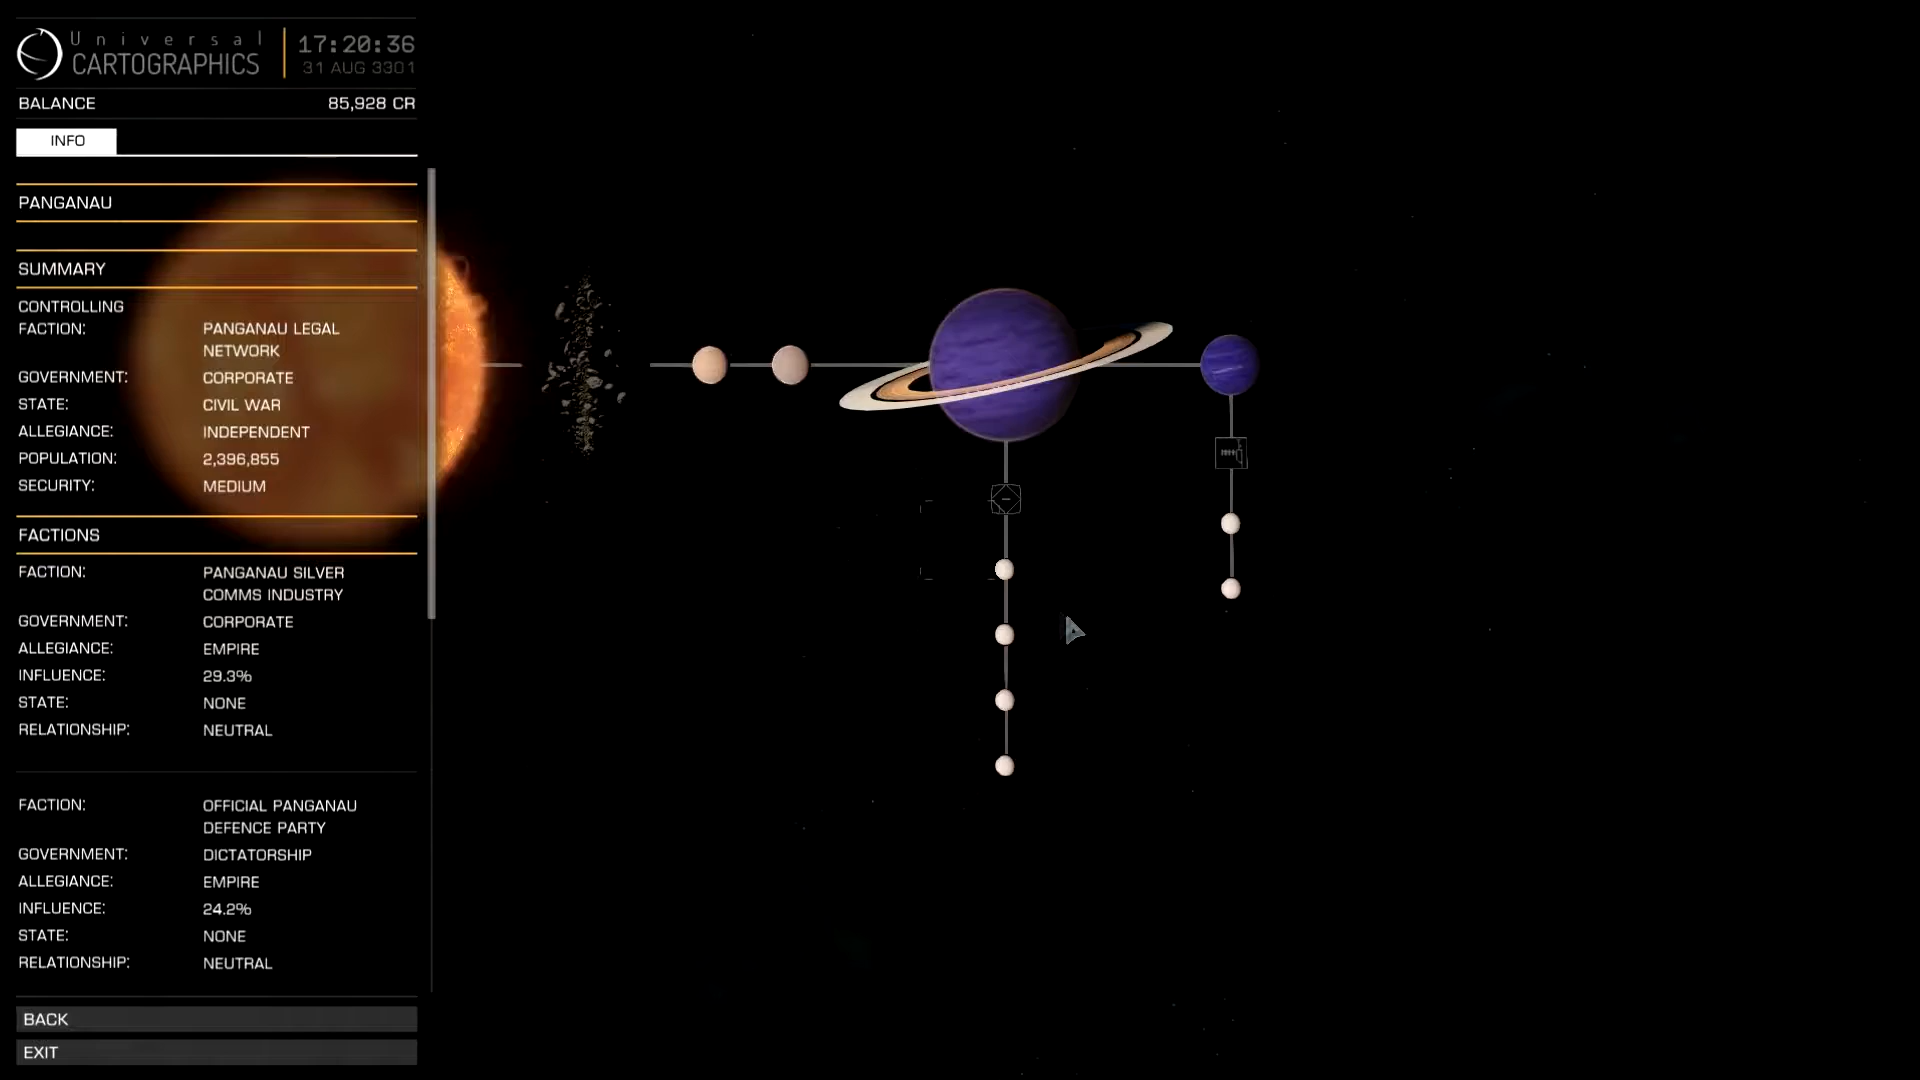 Universal
CARTOGRAPHICS
17:20:36
31 AUG 3301
BALANCE 85,928 CR
INFO
PANGANAU
SUMMARY
CONTROLLING
FACTION: PANGANAU LEGAL
NETWORK
GOVERNMENT: CORPORATE
STATE: CIVIL WAR
ALLEGIANCE: INDEPENDENT
POPULATION: 2,396,855
SECURITY: MEDIUM
FACTIONS
FACTION: PANGANAU SILVER
COMMS INDUSTRY
GOVERNMENT: CORPORATE
ALLEGIANCE: EMPIRE
INFLUENCE: 29.3%
STATE: NONE
RELATIONSHIP: NEUTRAL
FACTION: OFFICIAL PANGANAU
DEFENCE PARTY
GOVERNMENT: DICTATORSHIP
ALLEGIANCE: EMPIRE
INFLUENCE: 24.2%
STATE: NONE
RELATIONSHIP: NEUTRAL
BACK
EXIT